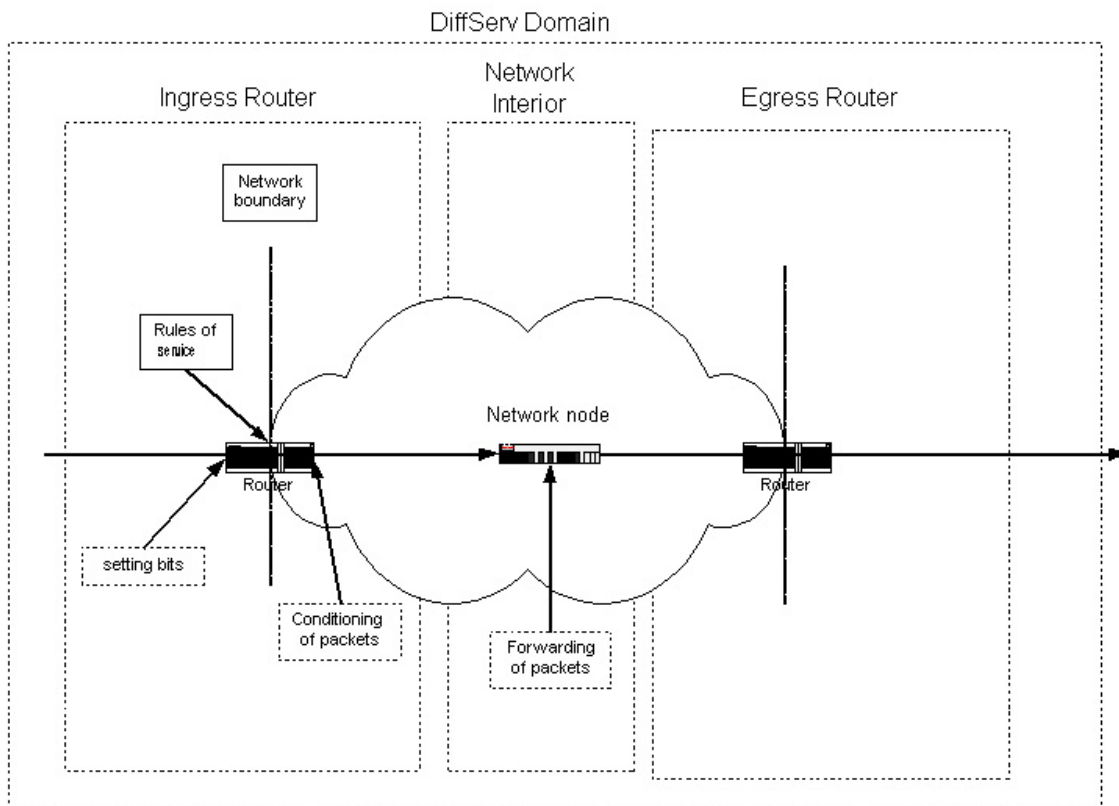 DiffServ Domain
Network
Interior
Ingress Router
Egress Router
Network
boundary
Rules of
service
Network node
Router
Router
setting bits
Conditioning
of packets
Forwarding
of packets